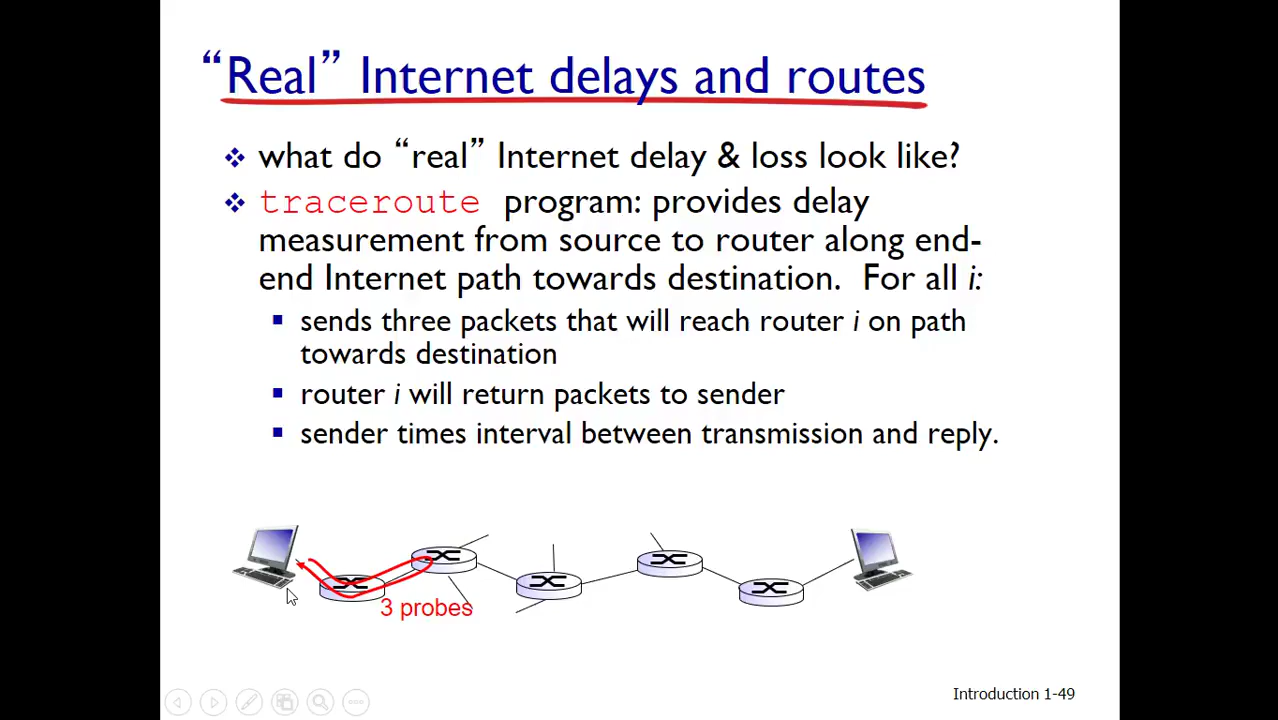 “Real” Internet delays and routes
what do “real” Internet delay & loss look like?
traceroute program: provides delay
measurement from source to router along end-
end Internet path towards destination. For all i:
sends three packets that will reach router i on path
towards destination
router i will return packets to sender
sender times interval between transmission and reply.
3 probes
Introduction 1-49